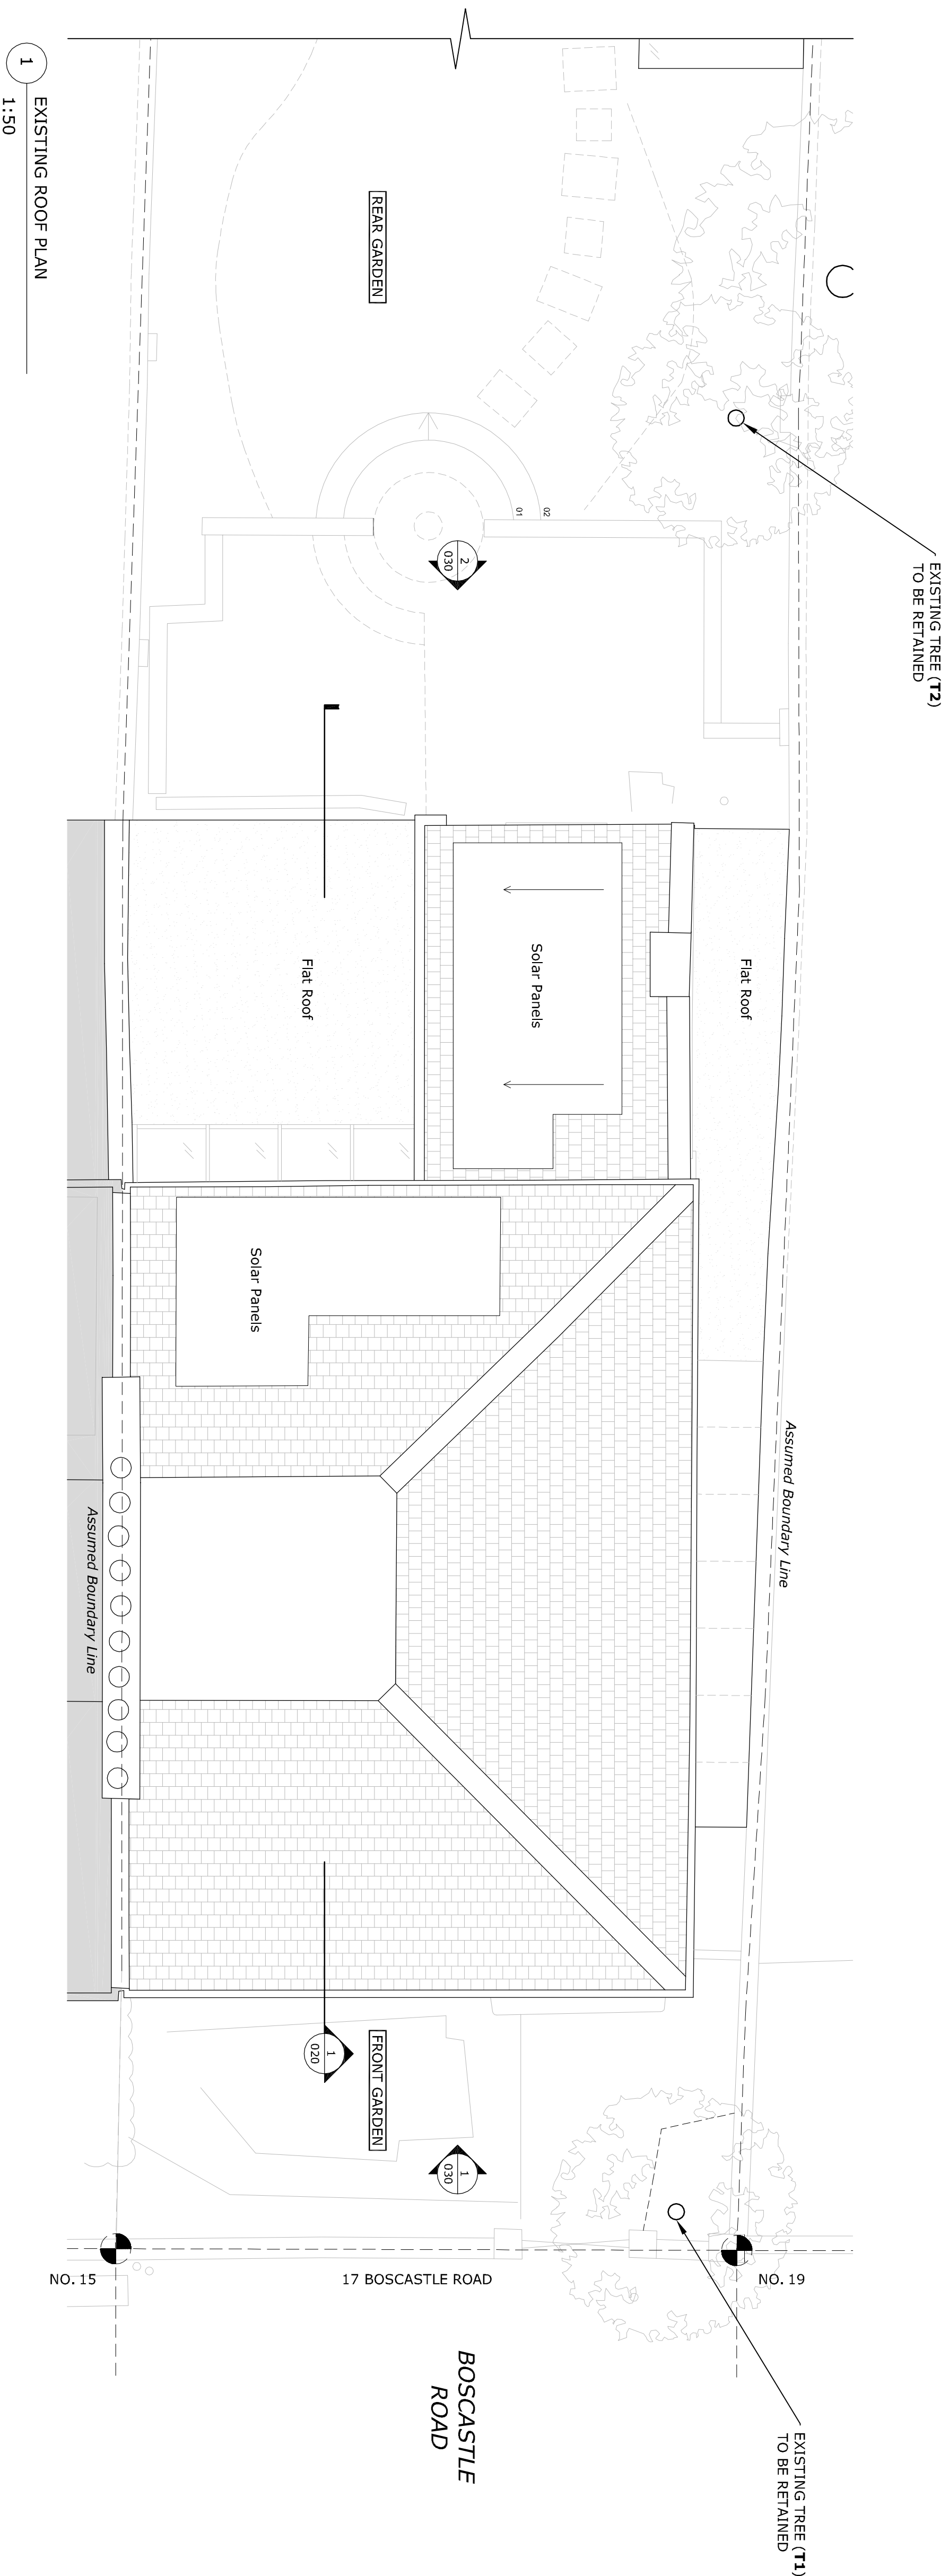 EXISTING TREE (T2)
TO BE RETAINED
REAR GARDEN
02
01
2
030
Flat Roof
Solar Panels
Flat Roof
Solar Panels
Assumed Boundary Line
Assumed Boundary Line
FRONT GARDEN
1
020
1
030
NO. 19
17 BOSCASTLE ROAD
NO. 15
BOSCASTLE
ROAD
EXISTING TREE (T1)
TO BE RETAINED
1
EXISTING ROOF PLAN
1:50